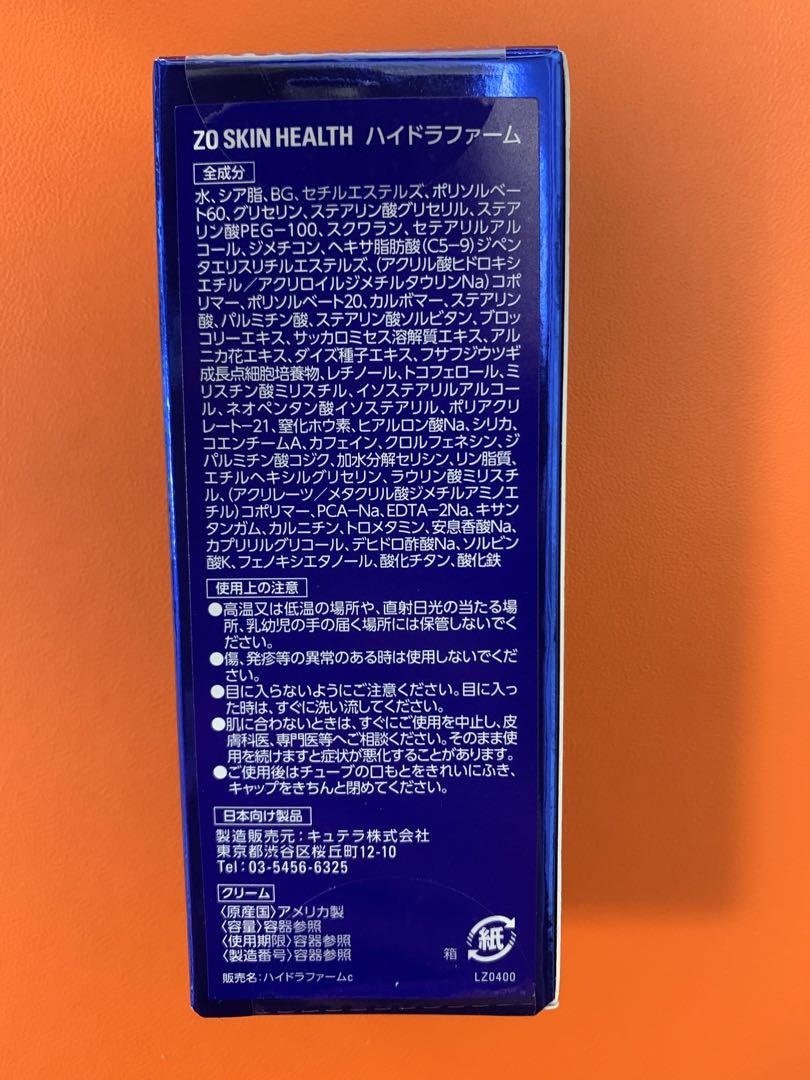 ZO SKIN HEALTH ハイドラファーム
全成分
水、シア脂、BG、セチルエステルズ、ポリソルベー
ト60、グリセリン、ステアリン酸グリセリル、ステア
リン酸PEG-100、スクワラン、セテアリルアル
コール、ジメチコン、ヘキサ脂肪酸(C5-9)ジペン
タエリスリチルエステルズ、(アクリル酸ヒドロキシ
エチル/アクリロイルジメチルタウリンNa)コポ
リマー、ポリソルベート20、カルボマー、ステアリン
酸、パルミチン酸、ステアリン酸ソルビタン、ブロッ
コリーエキス、サッカロミセス溶解質エキス、アル
ニカ花エキス、ダイズ種子エキス、フサフジウツギ
成長点細胞培養物、レチノール、トコフェロール、ミ
リスチン酸ミリスチル、イソステアリルアルコー
ル、ネオペンタン酸イソステアリル、ポリアクリ
レート-21、窒化ホウ素、ヒアルロン酸Na、シリカ、
コエンチームA、カフェイン、クロルフェネシン、ジ
パルミチン酸コジク、加水分解セリシン、リン脂質、
エチルヘキシルグリセリン、ラウリン酸ミリスチ
ル、(アクリレーツ/メタクリル酸ジメチルアミノエ
チル)コポリマー、PCA-Na、EDTA-2Na、キサン
タンガム、カルニチン、トロメタミン、安息香酸Na、
カプリリルグリコール、デヒドロ酢酸Na、ソルビン
酸K、フェノキシエタノール、酸化チタン、酸化鉄
使用上の注意
●高温又は低温の場所や、直射日光の当たる場
所、乳幼児の手の届く場所には保管しないでく
ださい。
●傷、発疹等の異常のある時は使用しないでくだ
さい。
●目に入らないようにご注意ください。目に入っ
た時は、すぐに洗い流してください。
●肌に合わないときは、すぐにご使用を中止し、皮
膚科医、専門医等へご相談ください。そのまま使
用を続けますと症状が悪化することがあります。
●ご使用後はチューブの口もとをきれいにふき、
キャップをきちんと閉めてください。
日本向け製品
製造販売元:キュテラ株式会社
東京都渋谷区桜丘町12-10
Tel: 03-5456-6325
クリーム
〈原産国〉アメリカ製
〈容量〉容器参照
〈使用期限〉容器参照
〈製造番号〉容器参照
箱 紙
販売名:ハイドラファームc LZ0400